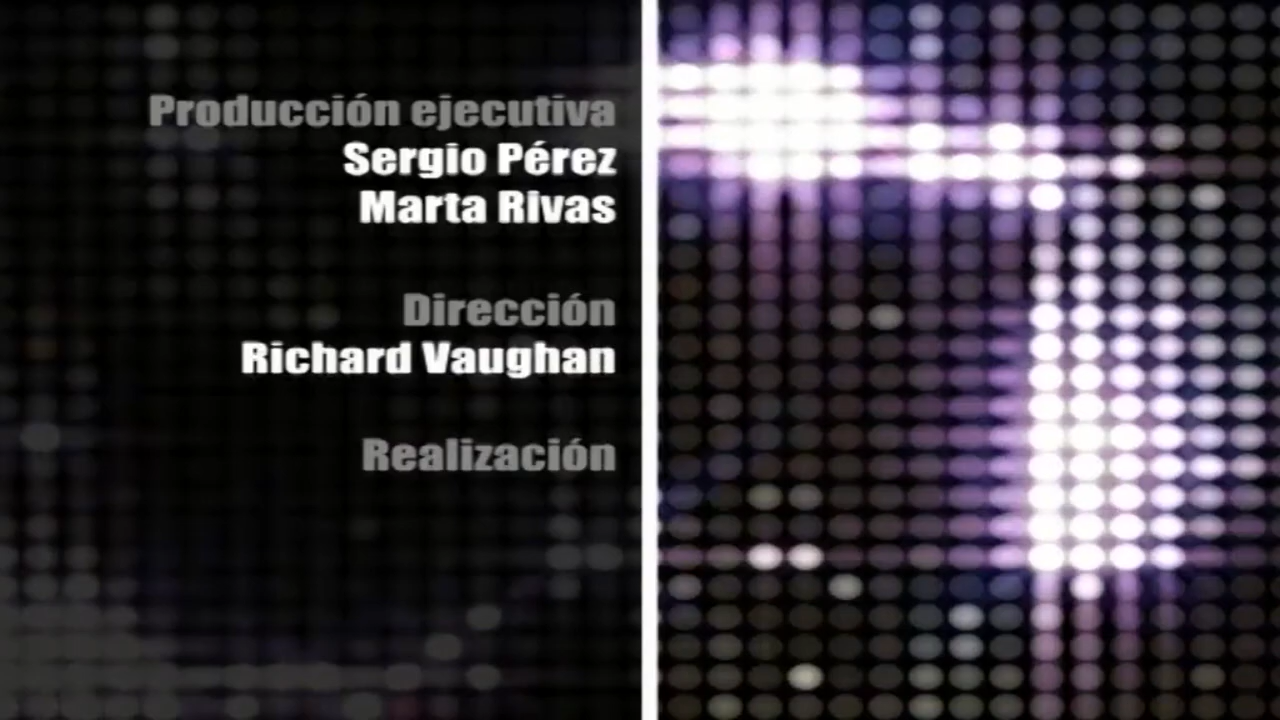 Producción ejecutiva
Sergio Pérez
Marta Rivas
Dirección
Richard Vaughan
Realización